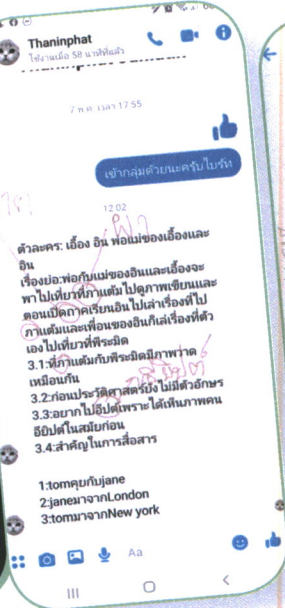 Thaninphat
ใช้งานเมื่อ 58 นาทีที่แล้ว
7 พ.ค. เวลา 17:55
เข้ากลุ่มด้วยนะครับไบร์ท
12:02
ผา
ตัวละคร: เอื้อง อิน พ่อแม่ของเอื้องและ
อิน
เรื่องย่อ:พ่อกับแม่ของอินและเอื้องจะ
พาไปเที่ยวที่ภาแต้มไปดูภาพเขียนและ
ตอนเปิดภาคเรียนอินไปเล่าเรื่องที่ไป
ภาแต้มและเพื่อนของอินก็เล่เรื่องที่ตัว
เองไปเที่ยวที่พีระมิด
3.1:ที่ภาแต้มกับพีระมิดมีภาพวาด
เหมือนกัน
3.2:ก่อนประวัติศาสตร์ยังไม่มีตัวอักษร
3.3:อยากไปอีปต์เพราะได้เห็นภาพคน
อียิปต์ในสมัยก่อน
3.4:สำคัญในการสื่อสาร
1:tomคุยกับjane
2:janeมาจากLondon
3:tomมาจากNew york
Aa